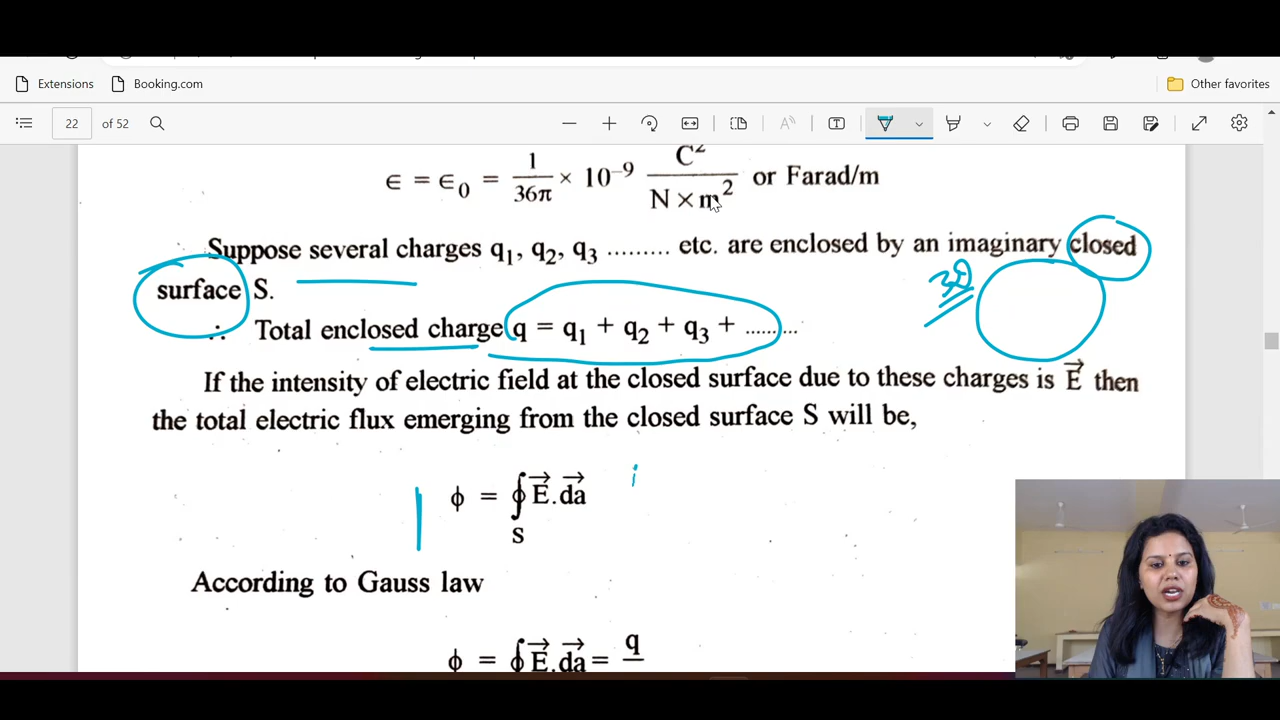 Extensions Booking.com Other favorites
22 of 52
∈ = ∈0 = 1/36π × 10⁻⁹ C²/N × m² or Farad/m
Suppose several charges q₁, q₂, q₃ ......... etc. are enclosed by an imaginary closed
surface S.
3D
∴ Total enclosed charge q = q₁ + q₂ + q₃ + .........
If the intensity of electric field at the closed surface due to these charges is E⃗ then
the total electric flux emerging from the closed surface S will be,
ϕ = ∮S E⃗.da⃗ i
According to Gauss law
ϕ = ∮E⃗.da⃗ = q